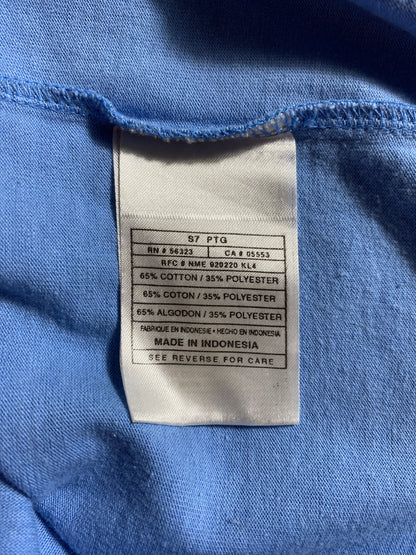 S7 PTG
RN # 56323 CA # 05553
RFC # NME 920220 KL4
65% COTTON / 35% POLYESTER
65% COTON / 35% POLYESTER
65% ALGODON / 35% POLYESTER
FABRIQUE EN INDONESIE • HECHO EN INDONESIA
MADE IN INDONESIA
SEE REVERSE FOR CARE